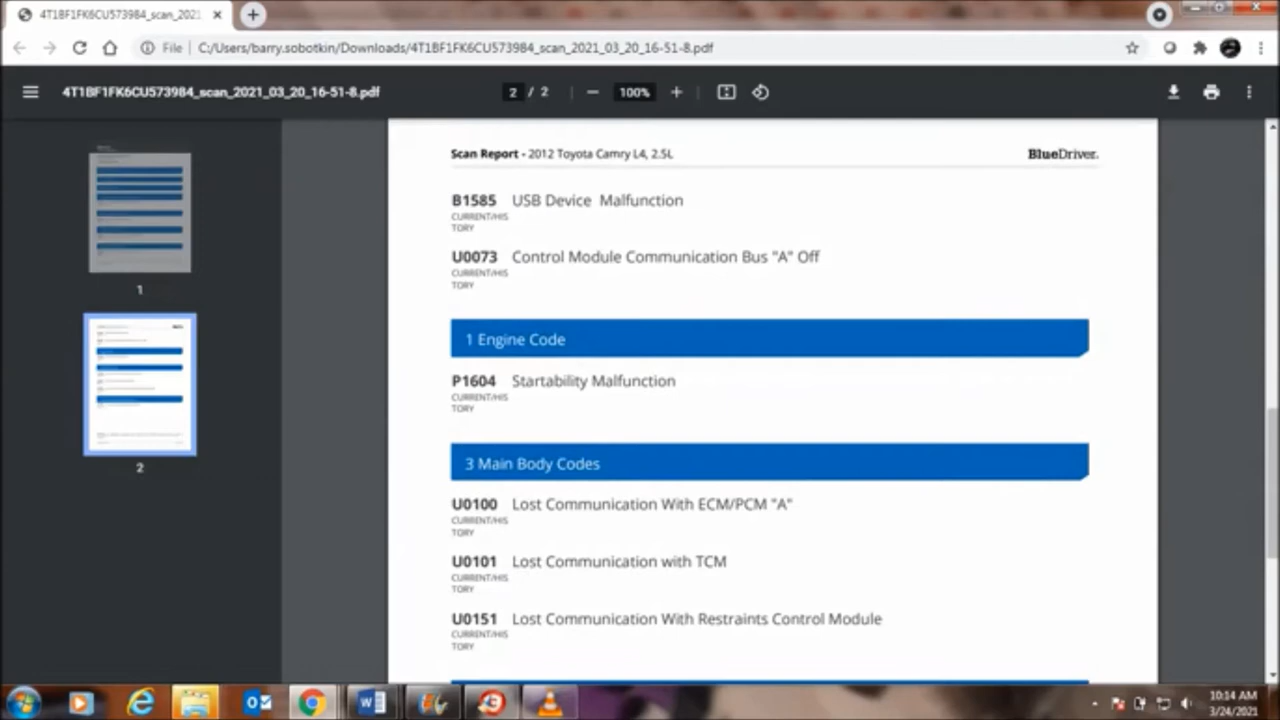 4T1BF1FK6CU573984_scan_2021
File C:/Users/barry.sobotkin/Downloads/4T1BF1FK6CU573984_scan_2021_03_20_16-51-8.pdf
4T1BF1FK6CU573984_scan_2021_03_20_16-51-8.pdf 2 / 2 100%
Scan Report - 2012 Toyota Camry L4, 2.5L BlueDriver.
B1585 USB Device Malfunction
CURRENT/HIS
TORY
U0073 Control Module Communication Bus "A" Off
CURRENT/HIS
TORY
1 Engine Code
P1604 Startability Malfunction
CURRENT/HIS
TORY
3 Main Body Codes
U0100 Lost Communication With ECM/PCM "A"
CURRENT/HIS
TORY
U0101 Lost Communication with TCM
CURRENT/HIS
TORY
U0151 Lost Communication With Restraints Control Module
CURRENT/HIS
TORY
1
2
10:14 AM
3/24/2021